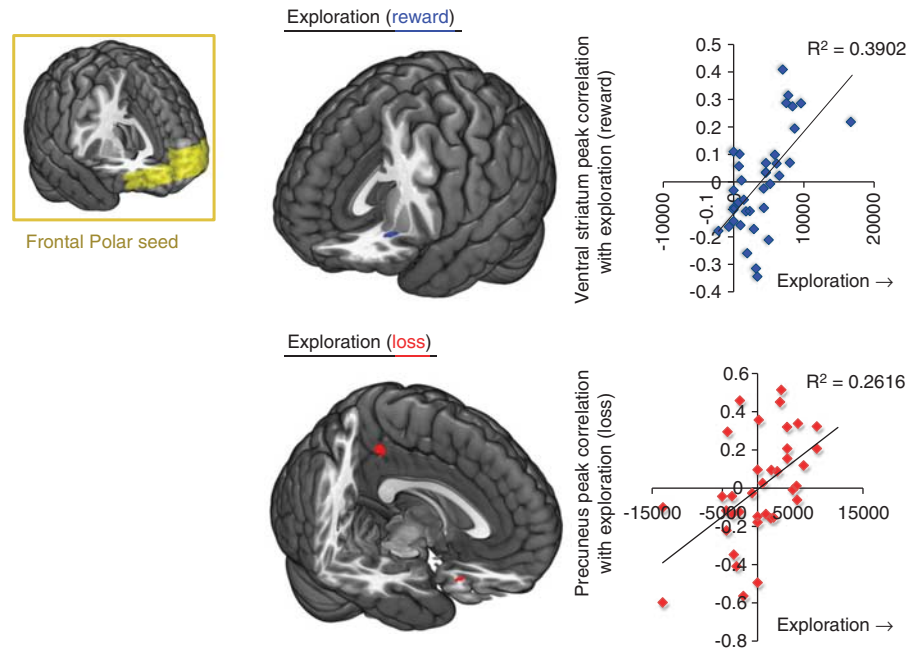 Exploration (reward)
Frontal Polar seed
Ventral striatum peak correlation
with exploration (reward)
R² = 0.3902
0.5
0.4
0.3
0.2
0.1
0
-0.1
-0.2
-0.3
-0.4
-1000
10000
20000
Exploration →
Exploration (loss)
Precuneus peak correlation
with exploration (loss)
R² = 0.2616
0.6
0.4
0.2
0
-0.2
-0.4
-0.6
-0.8
-15000
-5000
5000
15000
Exploration →